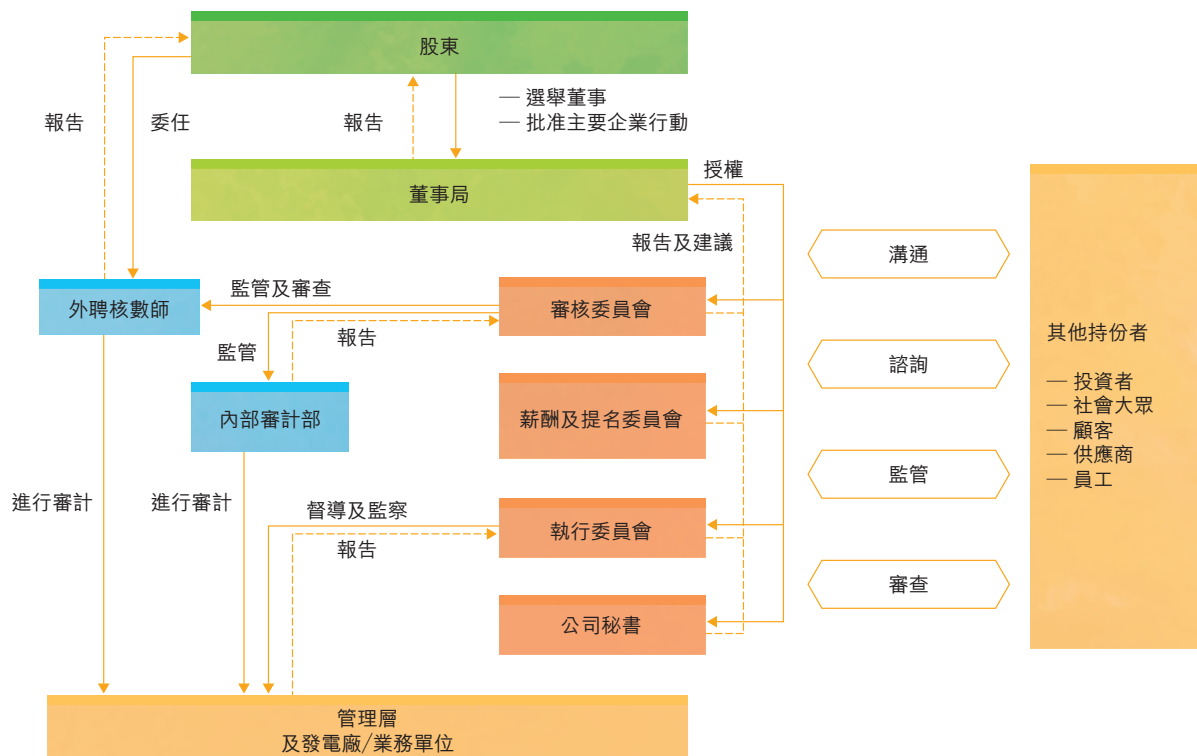 股東
報告
委任
報告
— 選舉董事
— 批准主要企業行動
董事局
授權
報告及建議
溝通
外聘核數師
監管及審查
審核委員會
報告
監管
其他持份者
— 投資者
— 社會大眾
— 顧客
— 供應商
— 員工
諮詢
內部審計部
薪酬及提名委員會
監管
進行審計
進行審計
督導及監察
執行委員會
報告
審查
公司秘書
管理層
及發電廠/業務單位